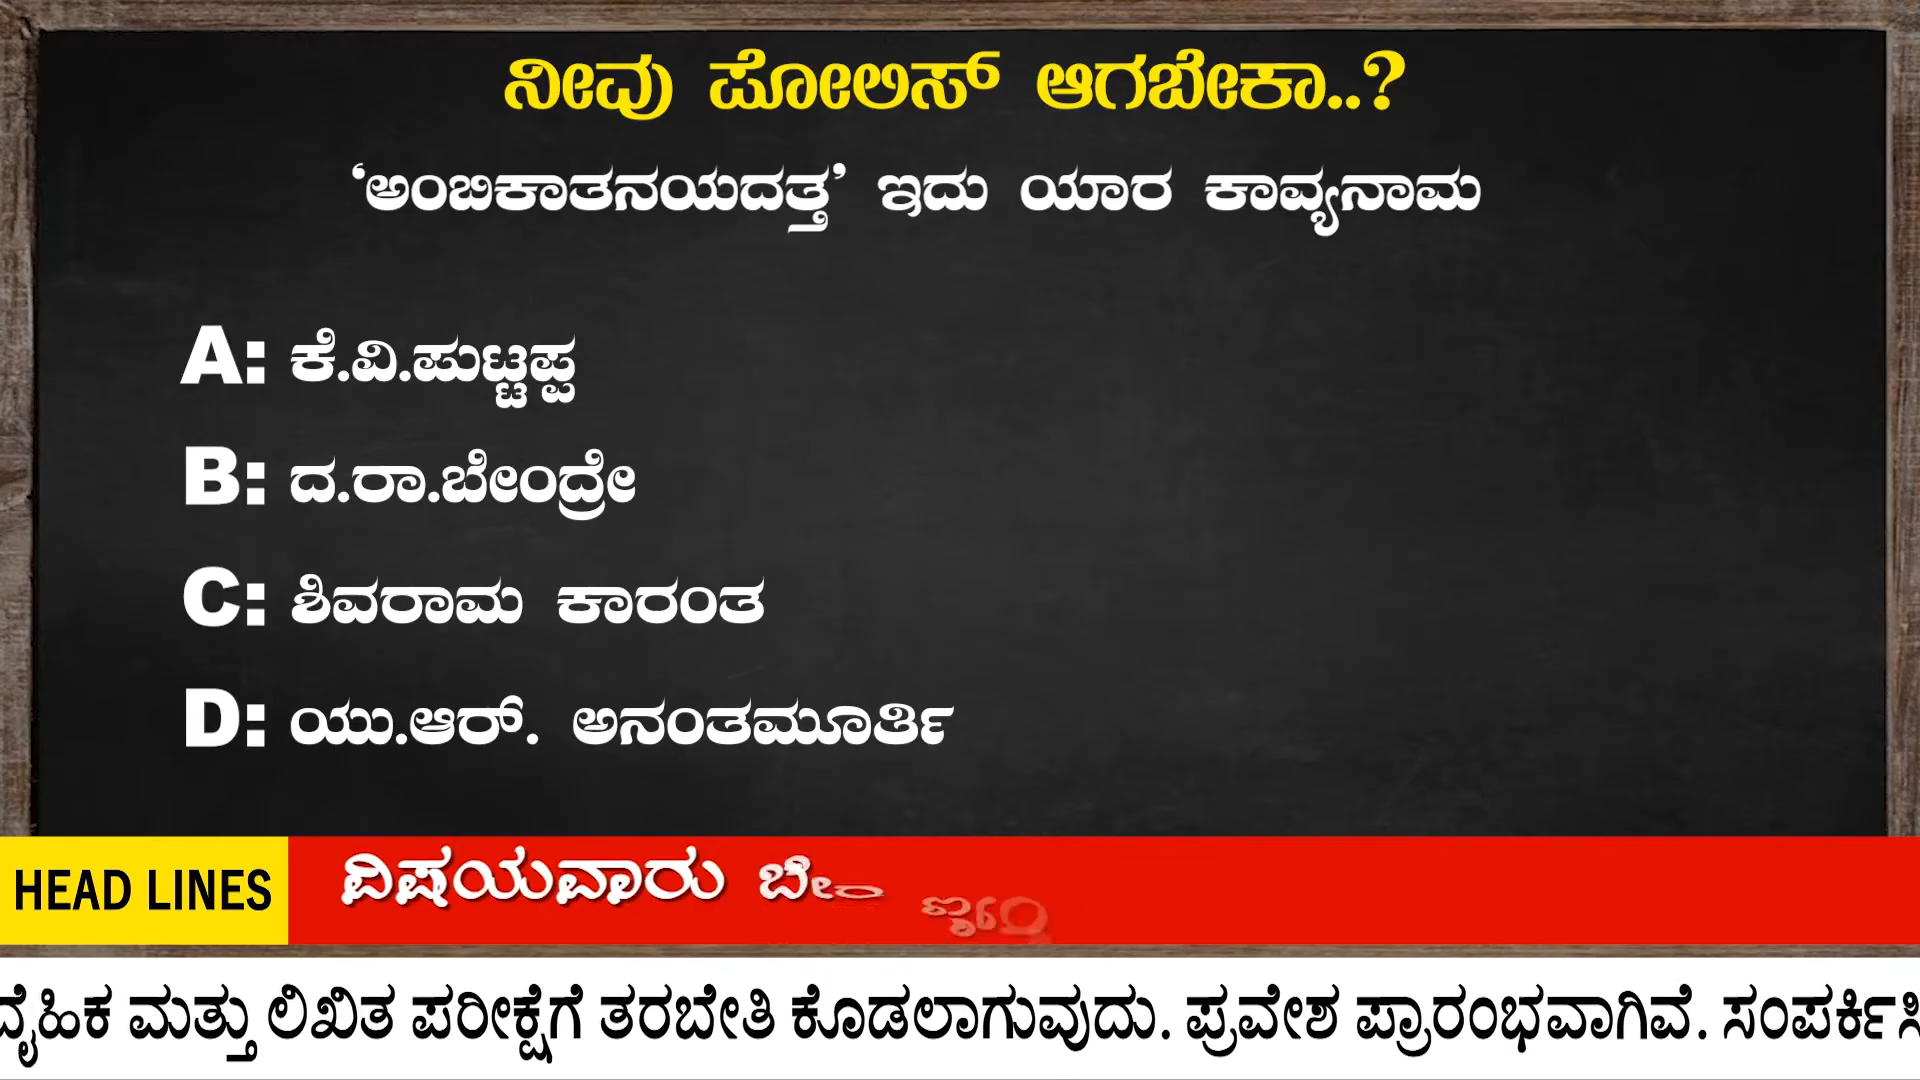 ನೀವು ಪೋಲಿಸ್ ಆಗಬೇಕಾ..?
‘ಅಂಬಿಕಾತನಯದತ್ತ’ ಇದು ಯಾರ ಕಾವ್ಯನಾಮ
A: ಕೆ.ವಿ.ಪುಟ್ಟಪ್ಪ
B: ದ.ರಾ.ಬೇಂದ್ರೇ
C: ಶಿವರಾಮ ಕಾರಂತ
D: ಯು.ಆರ್. ಅನಂತಮೂರ್ತಿ
HEAD LINES ವಿಷಯವಾರು
ದೈಹಿಕ ಮತ್ತು ಲಿಖಿತ ಪರೀಕ್ಷೆಗೆ ತರಬೇತಿ ಕೊಡಲಾಗುವುದು. ಪ್ರವೇಶ ಪ್ರಾರಂಭವಾಗಿವೆ. ಸಂಪರ್ಕಿಸಿ